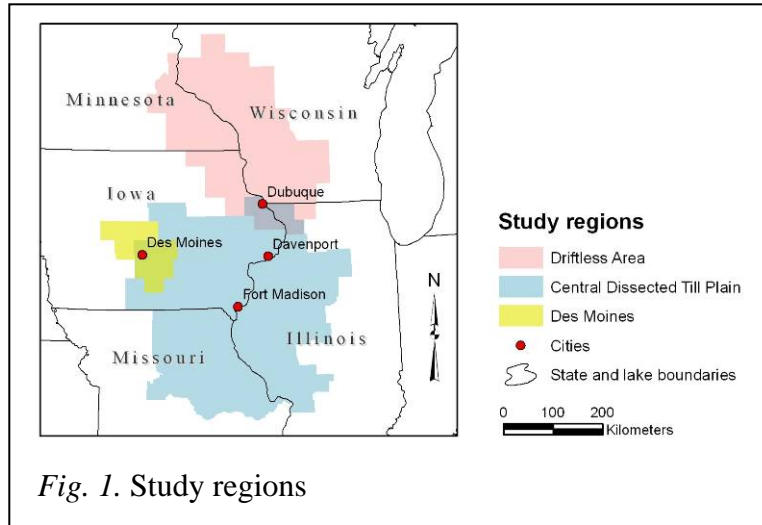 Minnesota
Wisconsin
Iowa
Dubuque
Des Moines
Davenport
Fort Madison
Missouri
Illinois
Study regions
Driftless Area
Central Dissected Till Plain
Des Moines
Cities
State and lake boundaries
N
0 100 200
Kilometers
Fig. 1. Study regions